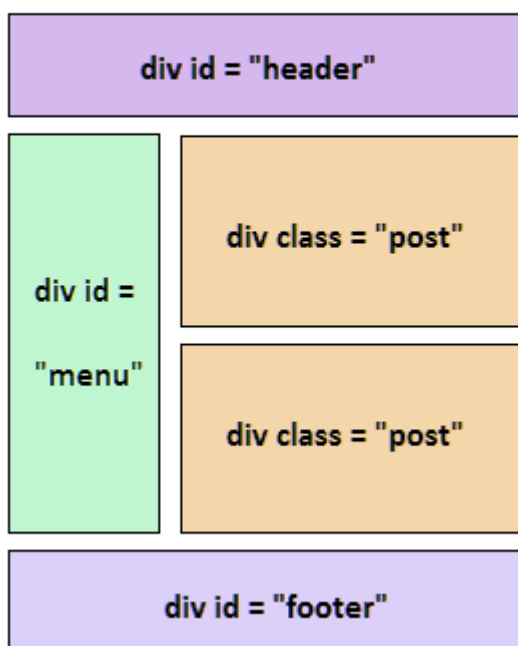 div id = "header"
div id =
"menu"
div class = "post"
div class = "post"
div id = "footer"